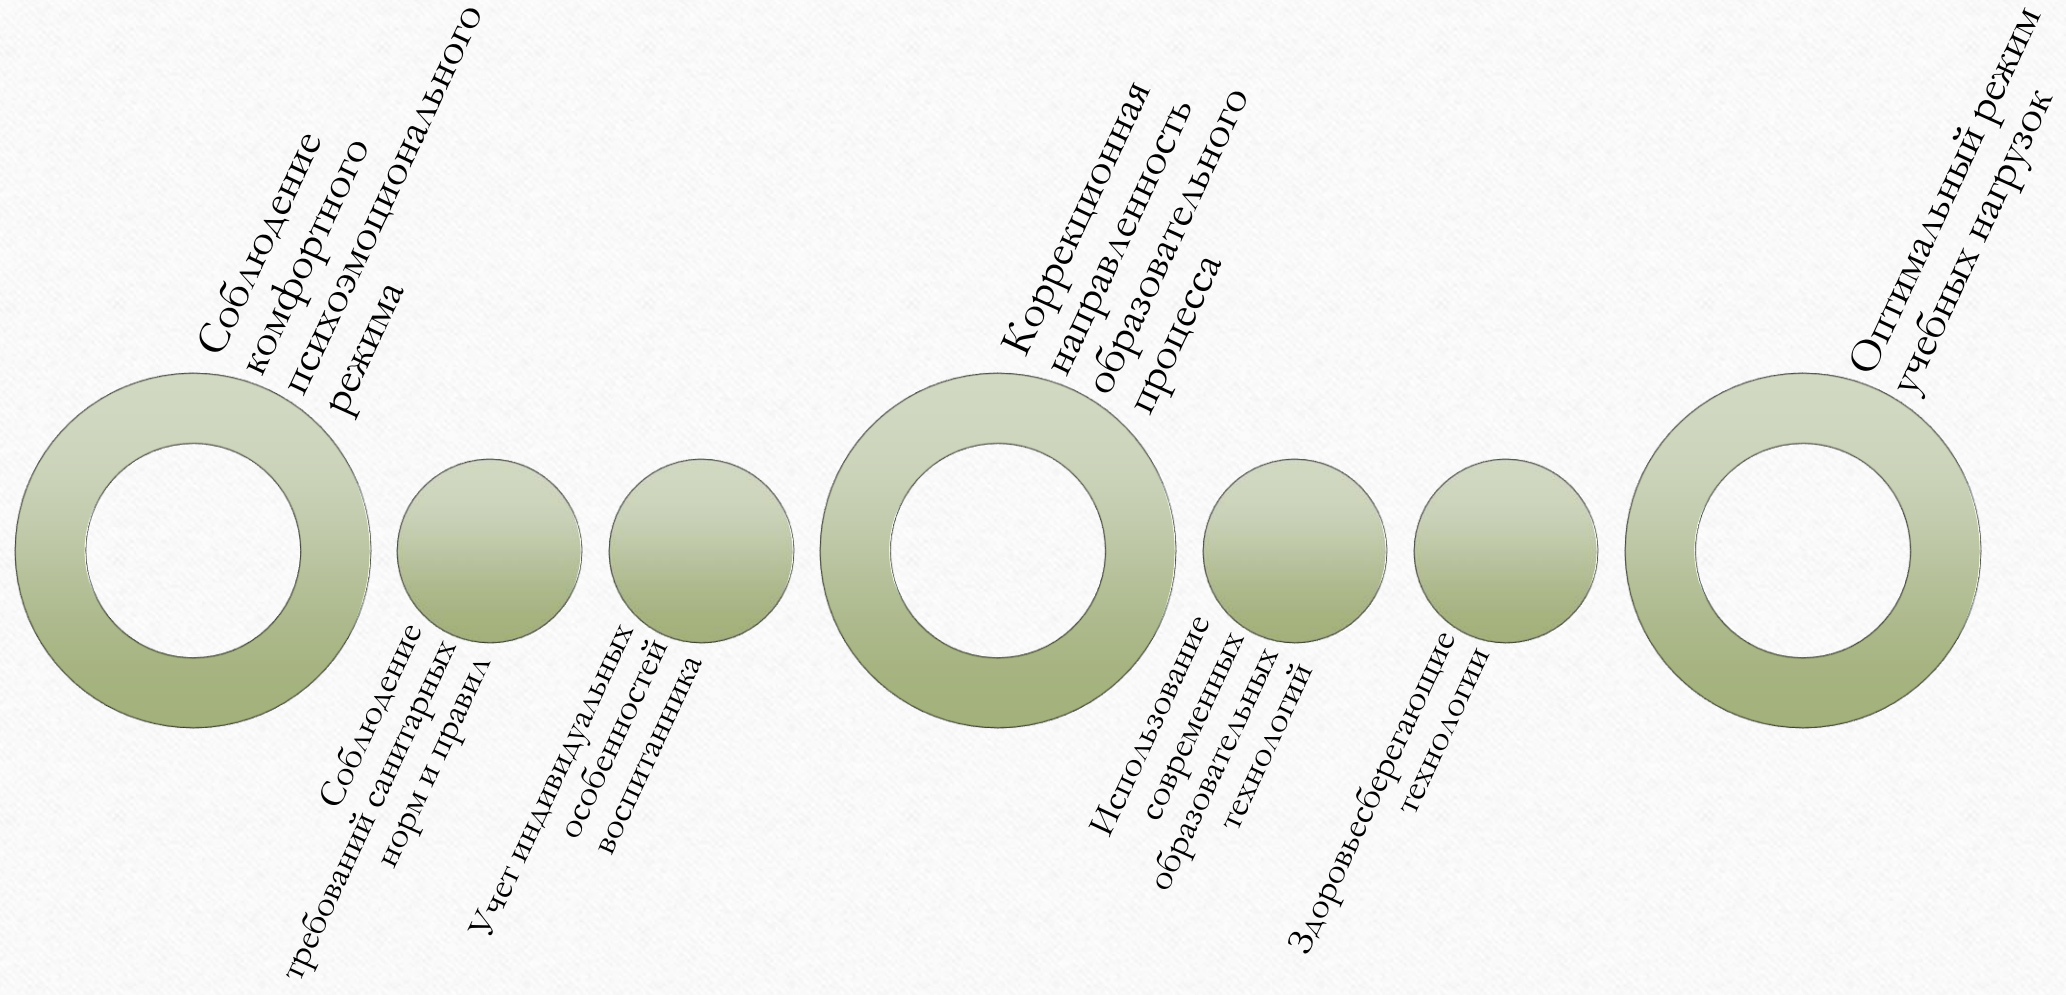 Соблюдение
комфортного
психоэмоционального
режима
Соблюдение
требований санитарных
норм и правил
Учет индивидуальных
особенностей
воспитанника
Коррекционная
направленность
образовательного
процесса
Использование
современных
образовательных
технологий
Здоровьесберегающие
технологии
Оптимальный режим
учебных нагрузок